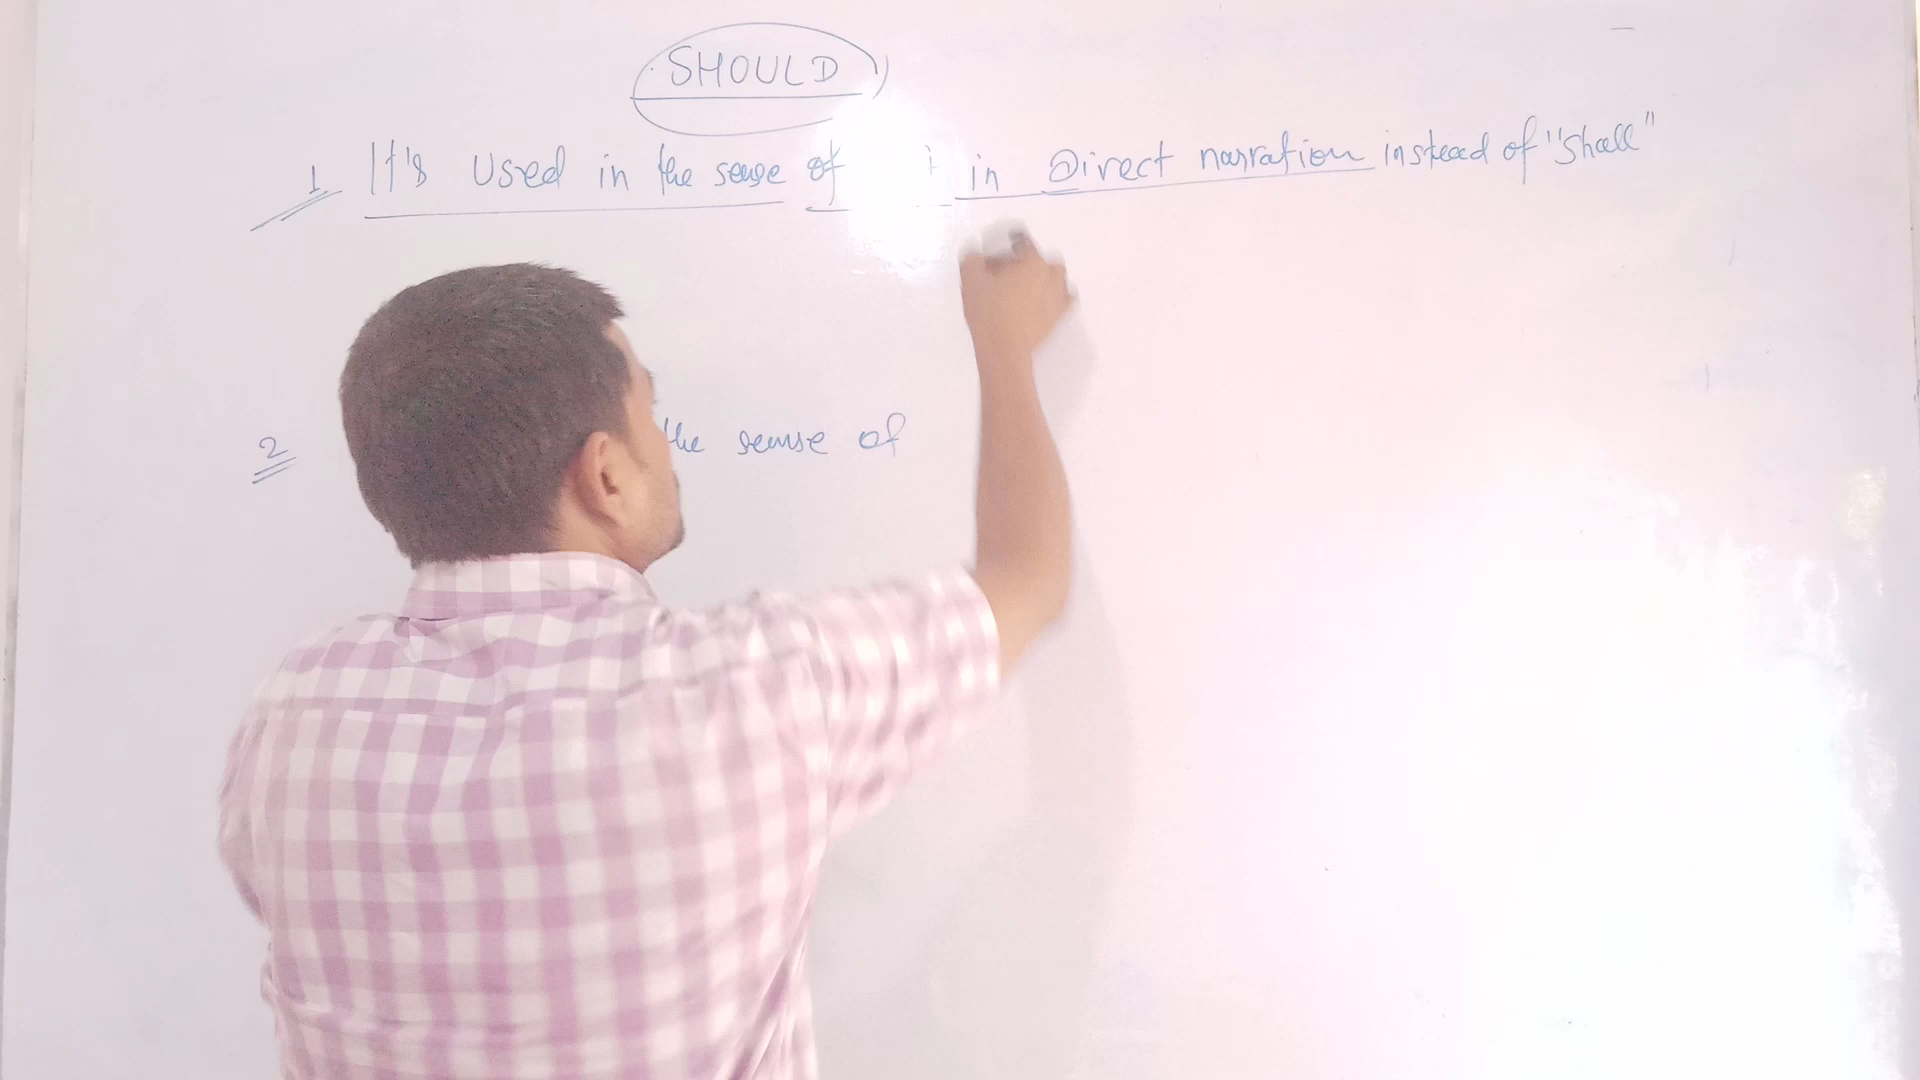 SHOULD
1 It's used in the sense of in Direct narration instead of "Shall"
2 the sense of